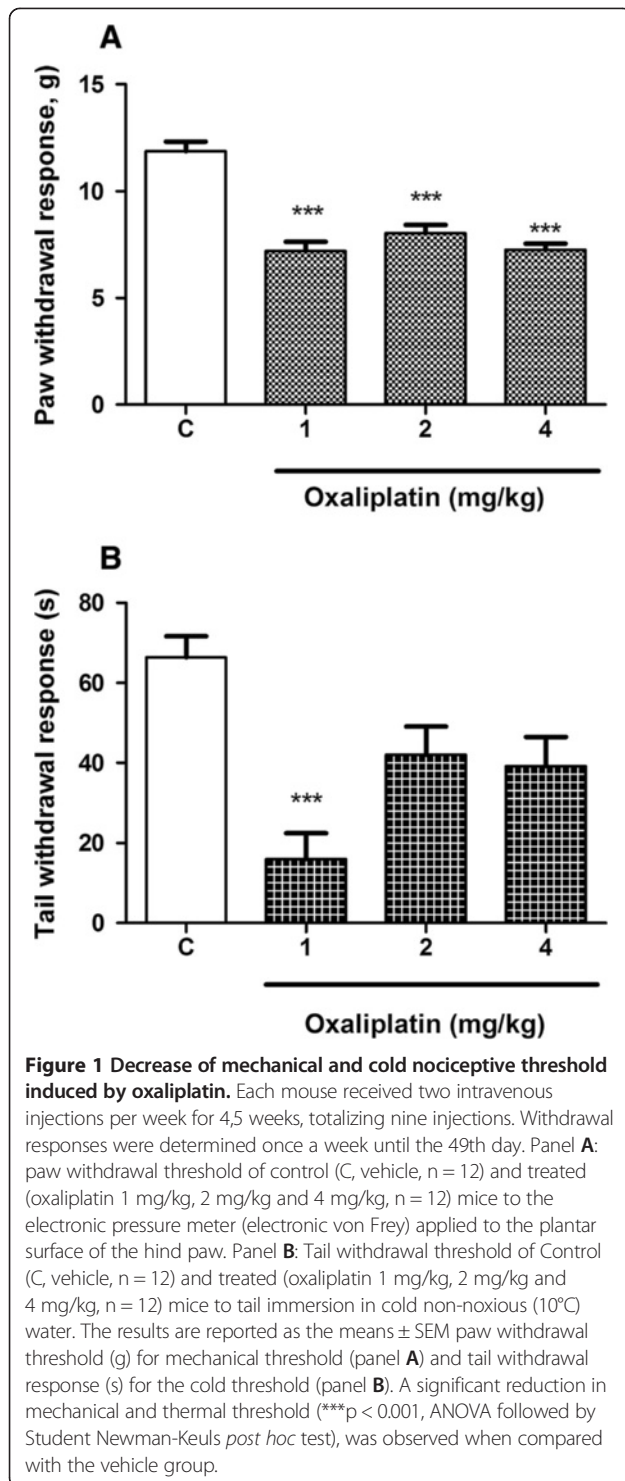 A
Paw withdrawal response, g)
15
10
5
0
***
***
***
C
1
2
4
Oxaliplatin (mg/kg)
B
Tail withdrawal response (s)
80
60
40
20
0
***
C
1
2
4
Oxaliplatin (mg/kg)
Figure 1 Decrease of mechanical and cold nociceptive threshold
induced by oxaliplatin. Each mouse received two intravenous
injections per week for 4,5 weeks, totalizing nine injections. Withdrawal
responses were determined once a week until the 49th day. Panel A:
paw withdrawal threshold of control (C, vehicle, n = 12) and treated
(oxaliplatin 1 mg/kg, 2 mg/kg and 4 mg/kg, n = 12) mice to the
electronic pressure meter (electronic von Frey) applied to the plantar
surface of the hind paw. Panel B: Tail withdrawal threshold of Control
(C, vehicle, n = 12) and treated (oxaliplatin 1 mg/kg, 2 mg/kg and
4 mg/kg, n = 12) mice to tail immersion in cold non-noxious (10°C)
water. The results are reported as the means ± SEM paw withdrawal
threshold (g) for mechanical threshold (panel A) and tail withdrawal
response (s) for the cold threshold (panel B). A significant reduction in
mechanical and thermal threshold (***p < 0.001, ANOVA followed by
Student Newman-Keuls post hoc test), was observed when compared
with the vehicle group.